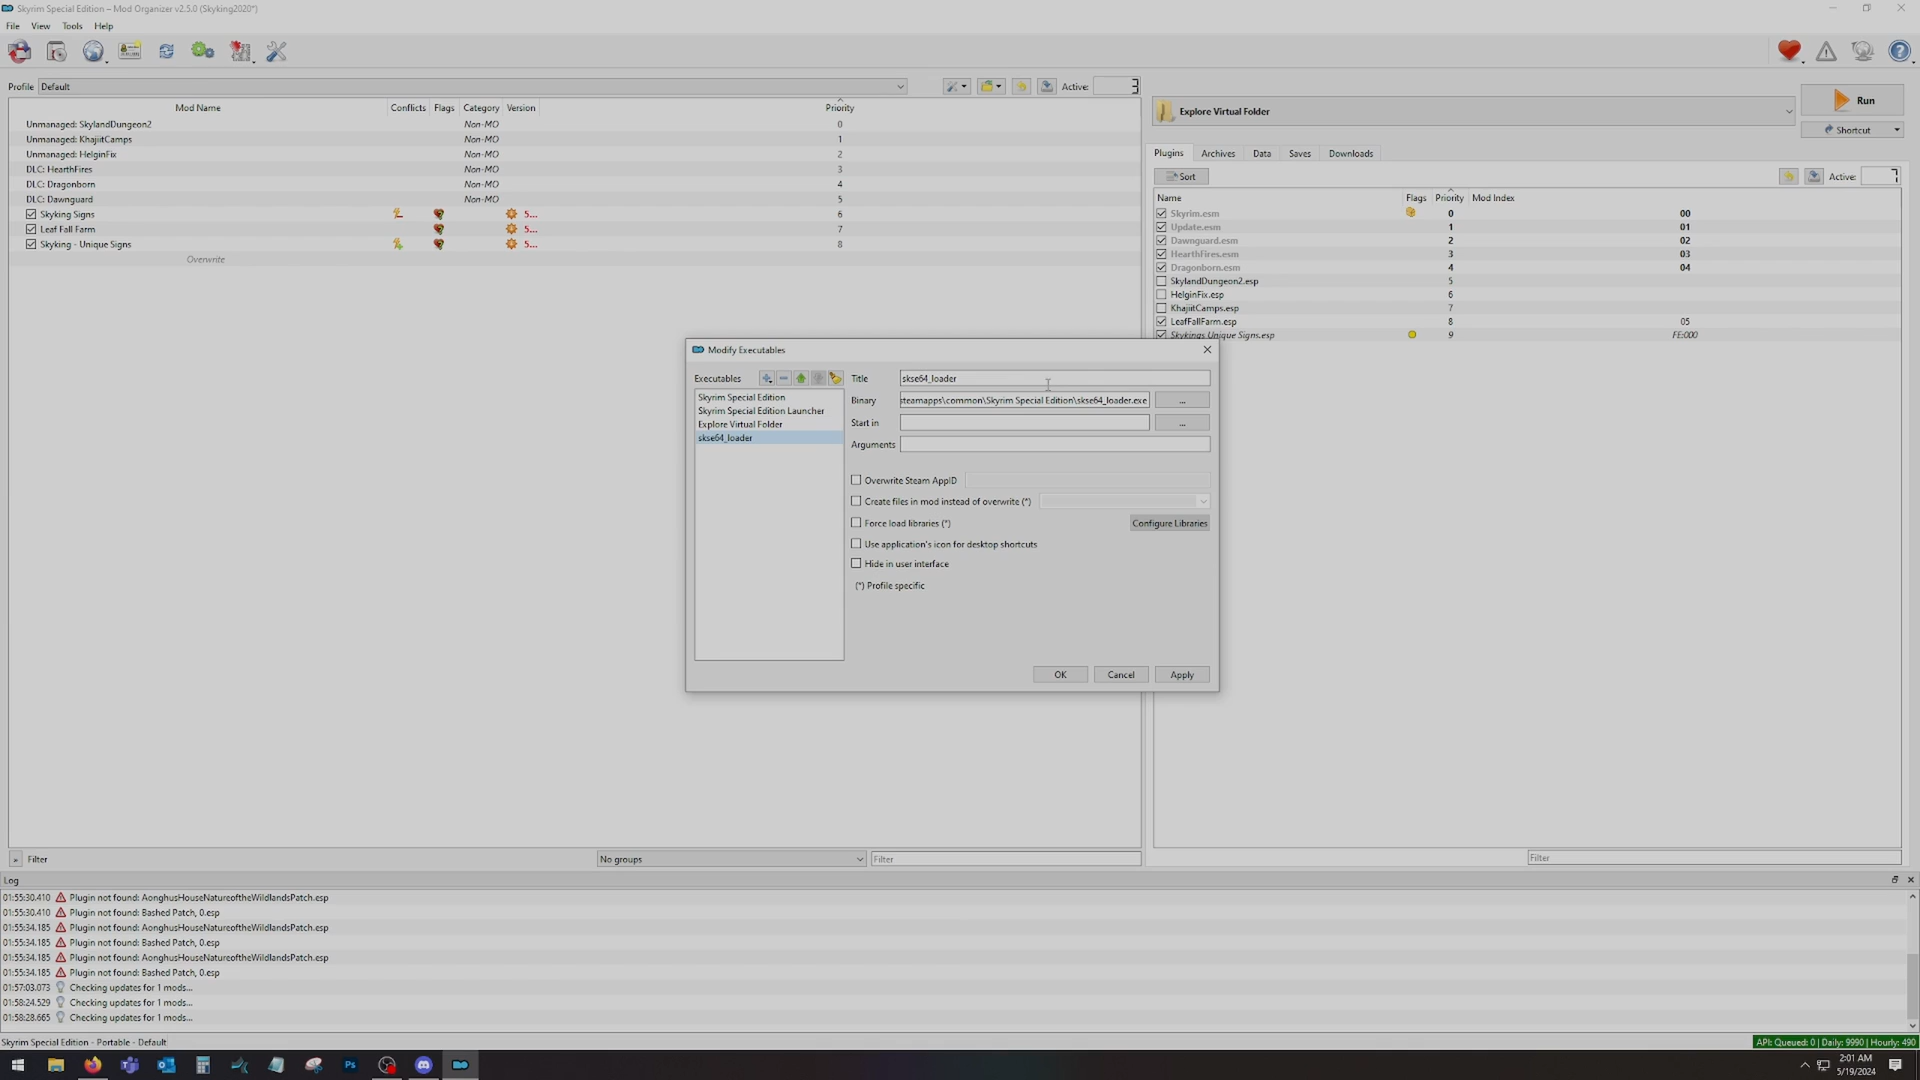 Skyrim Special Edition – Mod Organizer v2.5.0 (Skyking2020*)
File View Tools Help
Profile Default Active: 3
Mod Name Conflicts Flags Category Version Priority
Unmanaged: SkylandDungeon2 Non-MO 0
Unmanaged: KhajiitCamps Non-MO 1
Unmanaged: HelginFix Non-MO 2
DLC: HearthFires Non-MO 3
DLC: Dragonborn Non-MO 4
DLC: Dawnguard Non-MO 5
Skyking Signs 5... 6
Leaf Fall Farm 5... 7
Skyking - Unique Signs 5... 8
Overwrite
Explore Virtual Folder Run
Shortcut
Plugins Archives Data Saves Downloads
Sort Active: 7
Name Flags Priority Mod Index
Skyrim.esm 0 00
Update.esm 1 01
Dawnguard.esm 2 02
HearthFires.esm 3 03
Dragonborn.esm 4 04
SkylandDungeon2.esp 5
HelginFix.esp 6
KhajiitCamps.esp 7
LeafFallFarm.esp 8 05
Skykings Unique Signs.esp 9 FE:000
Modify Executables
Executables
Skyrim Special Edition
Skyrim Special Edition Launcher
Explore Virtual Folder
skse64_loader
Title skse64_loader
Binary steamapps\common\Skyrim Special Edition\skse64_loader.exe ...
Start in ...
Arguments
Overwrite Steam AppID
Create files in mod instead of overwrite (*)
Force load libraries (*) Configure Libraries
Use application's icon for desktop shortcuts
Hide in user interface
(*) Profile specific
OK Cancel Apply
» Filter No groups Filter Filter
Log
01:55:30.410 Plugin not found: AonghusHouseNatureoftheWildlandsPatch.esp
01:55:30.410 Plugin not found: Bashed Patch, 0.esp
01:55:34.185 Plugin not found: AonghusHouseNatureoftheWildlandsPatch.esp
01:55:34.185 Plugin not found: Bashed Patch, 0.esp
01:55:34.185 Plugin not found: AonghusHouseNatureoftheWildlandsPatch.esp
01:55:34.185 Plugin not found: Bashed Patch, 0.esp
01:57:03.073 Checking updates for 1 mods...
01:58:24.529 Checking updates for 1 mods...
01:58:28.665 Checking updates for 1 mods...
Skyrim Special Edition - Portable - Default API: Queued: 0 | Daily: 9990 | Hourly: 490
Ps
2:01 AM
5/19/2024